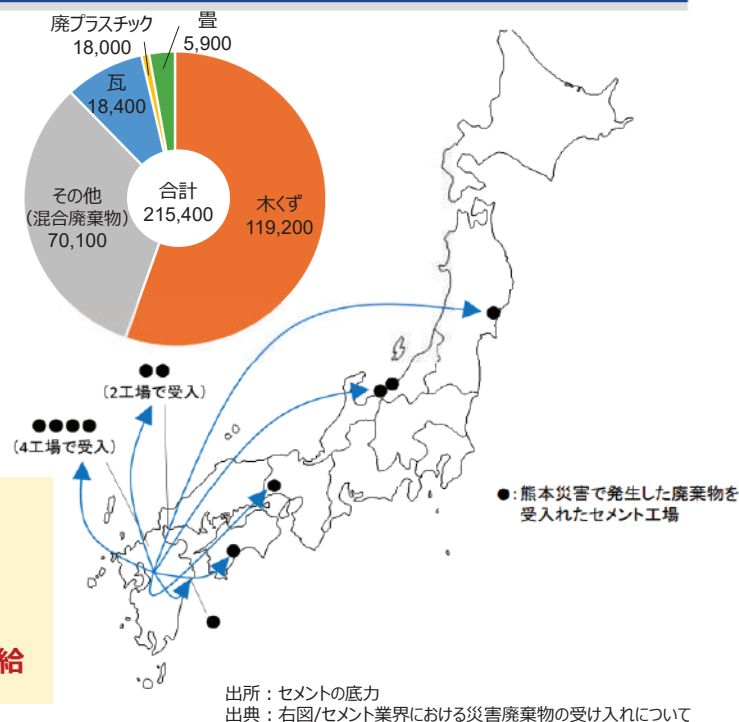 廃プラスチック
18,000
畳
5,900
瓦
18,400
その他
(混合廃棄物)
70,100
合計
215,400
木くず
119,200
(2工場で受入)
(4工場で受入)
●:熊本災害で発生した廃棄物を
受入れたセメント工場
給
出所:セメントの底力
出典:右図/セメント業界における災害廃棄物の受け入れについて